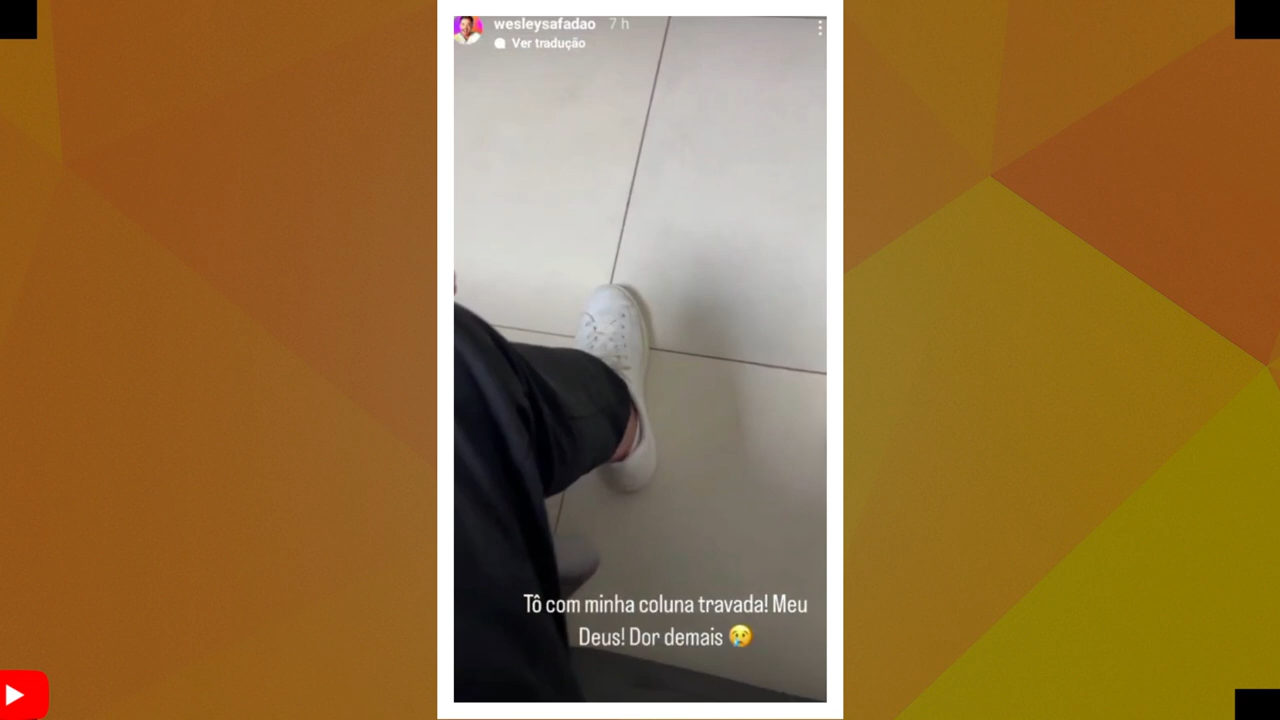 wesleysafadao 7 h
Ver tradução
Tô com minha coluna travada! Meu
Deus! Dor demais 😢